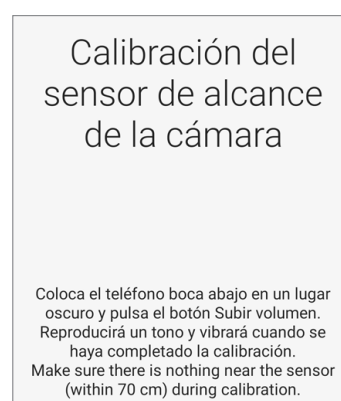 Calibración del
sensor de alcance
de la cámara
Coloca el teléfono boca abajo en un lugar
oscuro y pulsa el botón Subir volumen.
Reproducirá un tono y vibrará cuando se
haya completado la calibración.
Make sure there is nothing near the sensor
(within 70 cm) during calibration.